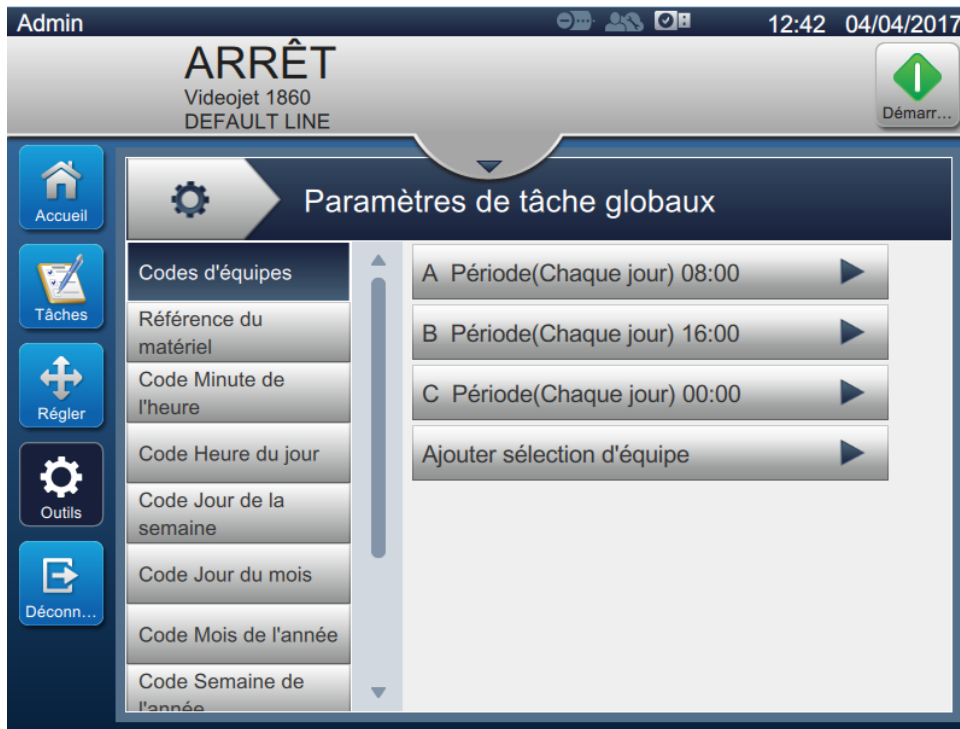 Admin
12:42 04/04/2017
ARRÊT
Videojet 1860
DEFAULT LINE
Démarr...
Accueil
Tâches
Régler
Outils
Déconn...
Paramètres de tâche globaux
Codes d'équipes
Référence du
matériel
Code Minute de
l'heure
Code Heure du jour
Code Jour de la
semaine
Code Jour du mois
Code Mois de l'année
Code Semaine de
l'année
A Période(Chaque jour) 08:00
B Période(Chaque jour) 16:00
C Période(Chaque jour) 00:00
Ajouter sélection d'équipe